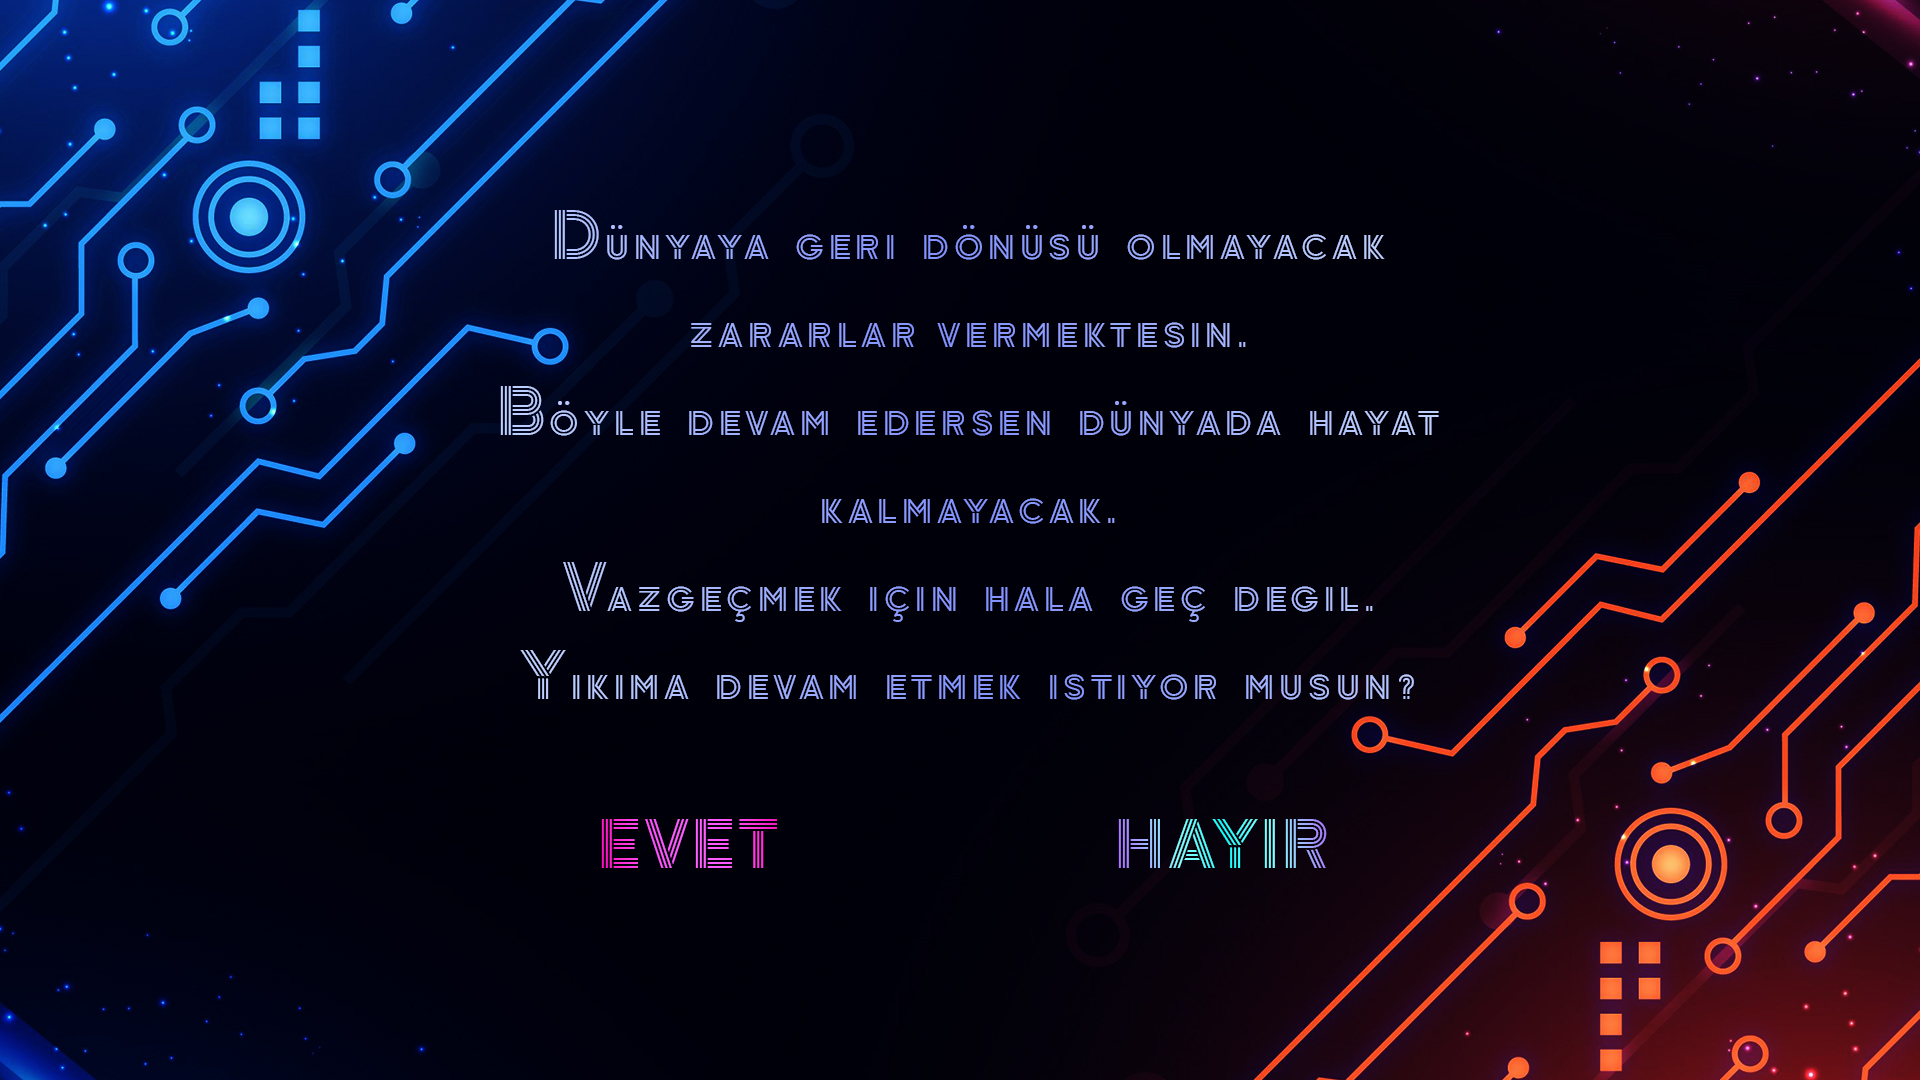 Dünyaya geri dönüsü olmayacak
zararlar vermektesin.
Böyle devam edersen dünyada hayat
kalmayacak.
Vazgeçmek için hala geç degil.
Yikima devam etmek istiyor musun?
EVET
HAYIR